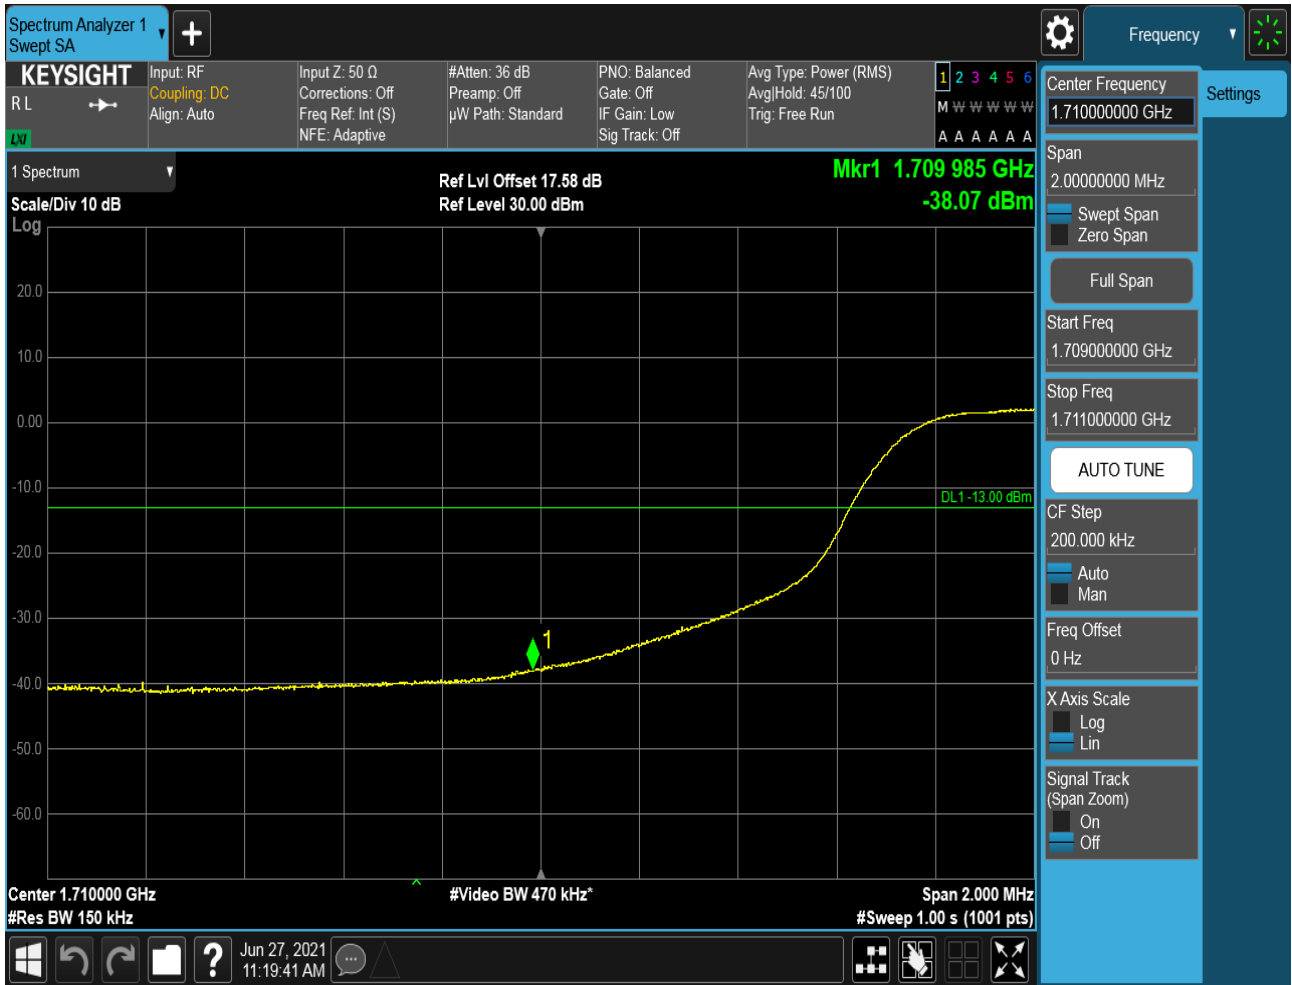 Spectrum Analyzer 1
Swept SA
Frequency
KEYSIGHT
R L
LXI
Input: RF
Coupling: DC
Align: Auto
Input Z: 50 Ω
Corrections: Off
Freq Ref: Int (S)
NFE: Adaptive
#Atten: 36 dB
Preamp: Off
µW Path: Standard
PNO: Balanced
Gate: Off
IF Gain: Low
Sig Track: Off
Avg Type: Power (RMS)
Avg|Hold: 45/100
Trig: Free Run
1 2 3 4 5 6
M W W W W W
A A A A A A
Center Frequency
1.710000000 GHz
Settings
Span
2.00000000 MHz
Swept Span
Zero Span
Full Span
Start Freq
1.709000000 GHz
Stop Freq
1.711000000 GHz
AUTO TUNE
CF Step
200.000 kHz
Auto
Man
Freq Offset
0 Hz
X Axis Scale
Log
Lin
Signal Track
(Span Zoom)
On
Off
1 Spectrum
Scale/Div 10 dB
Log
Ref Lvl Offset 17.58 dB
Ref Level 30.00 dBm
Mkr1 1.709 985 GHz
-38.07 dBm
20.0
10.0
0.00
-10.0
DL1 -13.00 dBm
-20.0
-30.0
1
-40.0
-50.0
-60.0
Center 1.710000 GHz
#Video BW 470 kHz*
Span 2.000 MHz
#Res BW 150 kHz
#Sweep 1.00 s (1001 pts)
?
Jun 27, 2021
11:19:41 AM